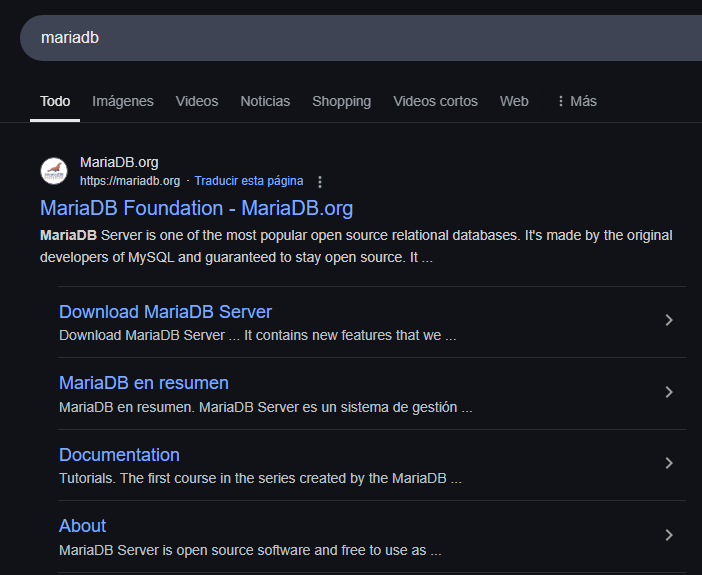 mariadb
Todo Imágenes Videos Noticias Shopping Videos cortos Web Más
MariaDB.org
https://mariadb.org · Traducir esta página
MariaDB Foundation - MariaDB.org
MariaDB Server is one of the most popular open source relational databases. It's made by the original
developers of MySQL and guaranteed to stay open source. It ...
Download MariaDB Server
Download MariaDB Server ... It contains new features that we ...
MariaDB en resumen
MariaDB en resumen. MariaDB Server es un sistema de gestión ...
Documentation
Tutorials. The first course in the series created by the MariaDB ...
About
MariaDB Server is open source software and free to use as ...